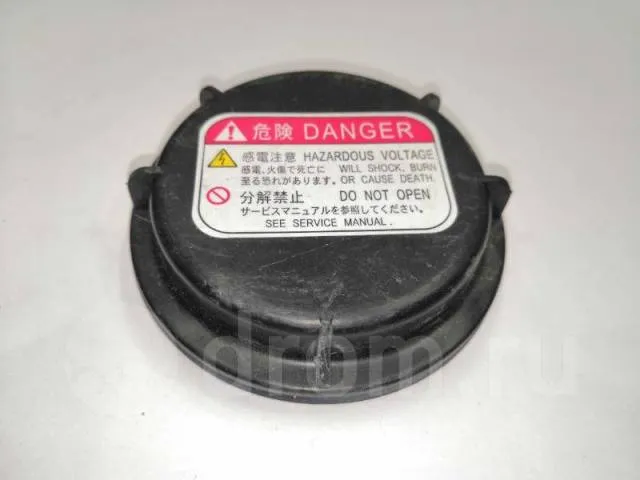 危険 DANGER
感電注意 HAZARDOUS VOLTAGE
感電、火傷で死亡に WILL SHOCK, BURN
至る恐れがあります。 OR CAUSE DEATH.
分解禁止 DO NOT OPEN
サービスマニュアルを参照してください。
SEE SERVICE MANUAL.
drom.ru